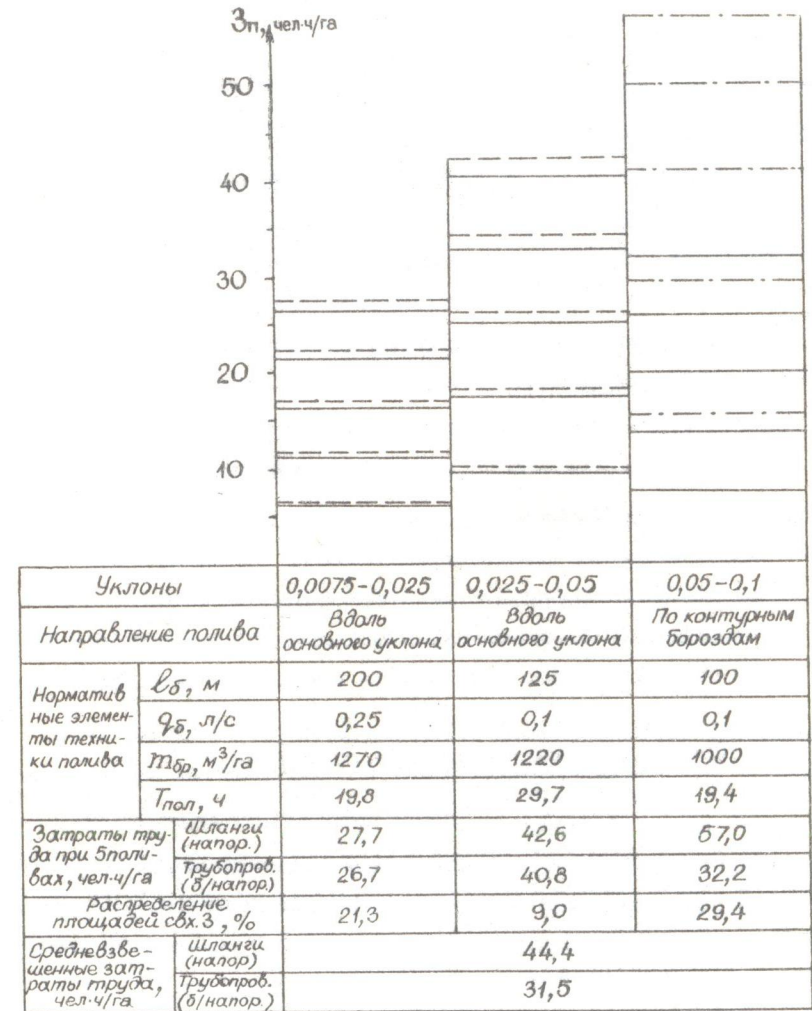 Зп, чел·ч/га
50
40
30
20
10
Уклоны 0,0075-0,025 0,025-0,05 0,05-0,1
Направление полива Вдоль основного уклона Вдоль основного уклона По контурным бороздам
Норматив
ные элемен-
ты техни-
ки полива
lб, м 200 125 100
qб, л/с 0,25 0,1 0,1
mбр, м³/га 1270 1220 1000
Tпол, ч 19,8 29,7 19,4
Затраты тру-
да при 5 поли-
вах, чел·ч/га
Шланги
(напор.) 27,7 42,6 57,0
Трубопров.
(б/напор.) 26,7 40,8 32,2
Распределение
площадей свх.3, % 21,3 9,0 29,4
Средневзве-
шенные зат-
раты труда,
чел·ч/га
Шланги
(напор) 44,4
Трубопров.
(б/напор.) 31,5